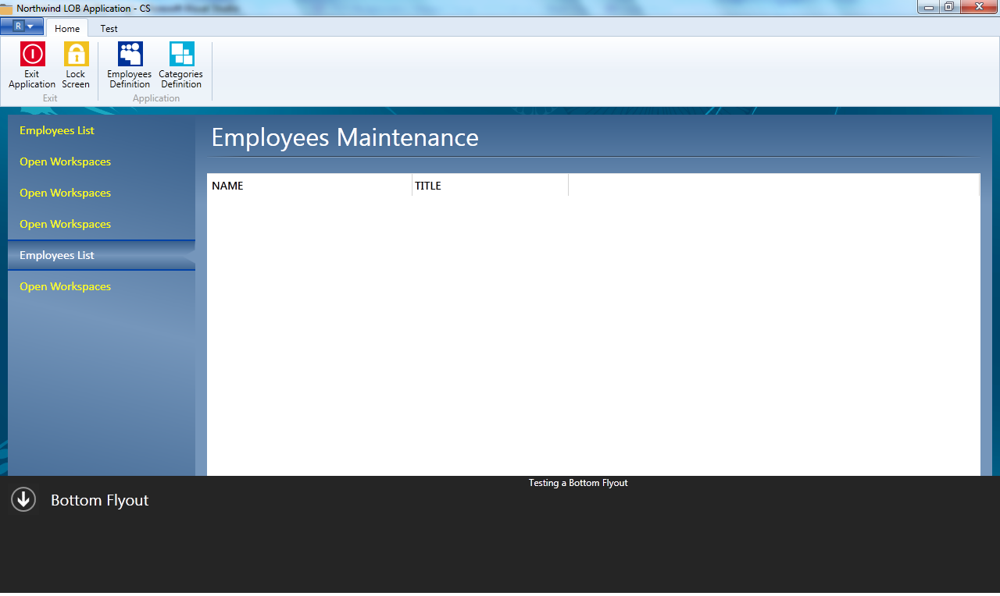 Northwind LOB Application - CS
R
Home
Test
Exit
Application
Lock
Screen
Employees
Definition
Categories
Definition
Exit
Application
Employees List
Open Workspaces
Open Workspaces
Open Workspaces
Employees List
Open Workspaces
Employees Maintenance
NAME
TITLE
Testing a Bottom Flyout
Bottom Flyout